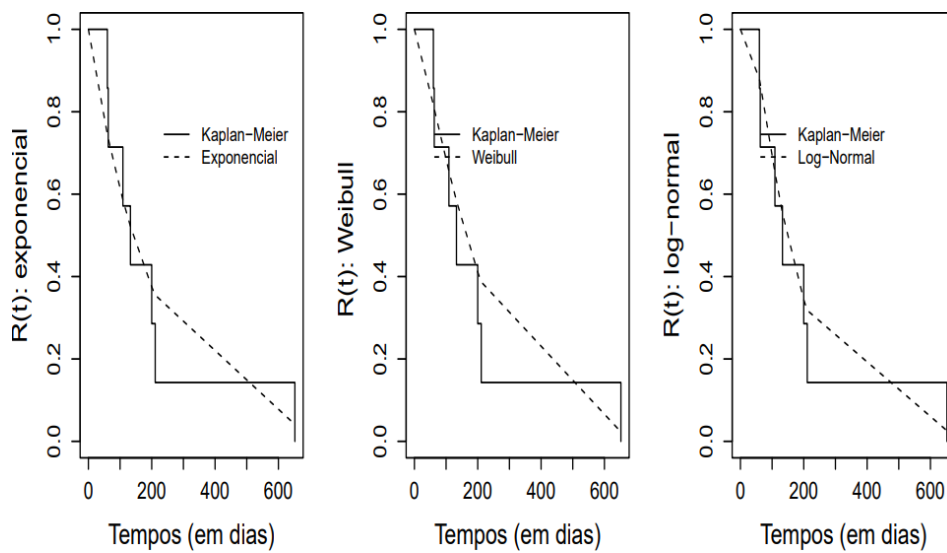 R(t): exponencial
1.0
0.8
0.6
0.4
0.2
0.0
Kaplan−Meier
Exponencial
0 200 400 600
Tempos (em dias)
R(t): Weibull
1.0
0.8
0.6
0.4
0.2
0.0
Kaplan−Meier
Weibull
0 200 400 600
Tempos (em dias)
R(t): log−normal
1.0
0.8
0.6
0.4
0.2
0.0
Kaplan−Meier
Log−Normal
0 200 400 600
Tempos (em dias)